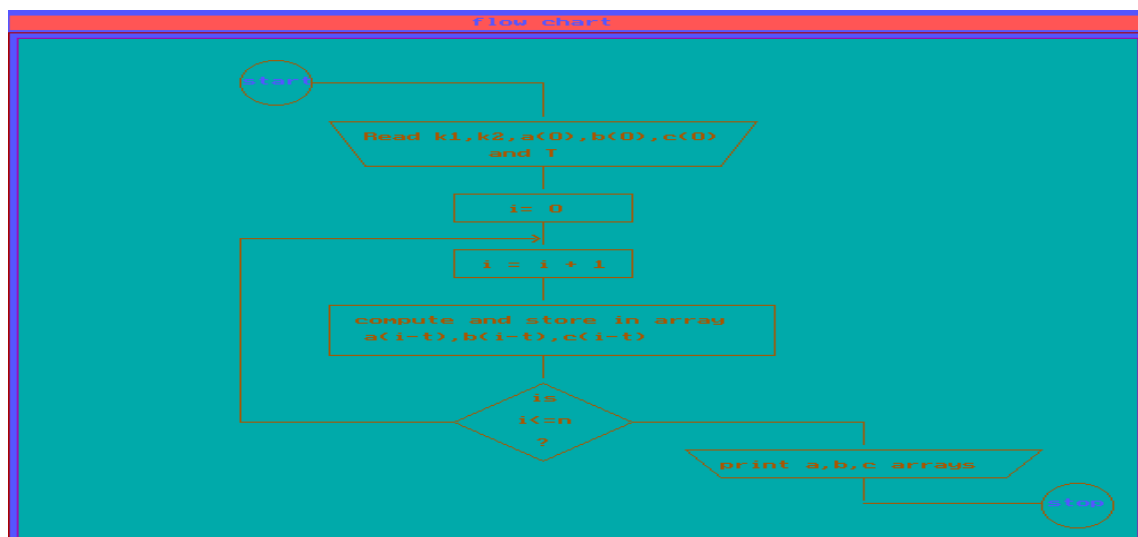 flow chart
start
Read k1,k2,a(0),b(0),c(0)
and T
i= 0
i = i + 1
compute and store in array
a(i-t),b(i-t),c(i-t)
is
i<=n
?
print a,b,c arrays
stop